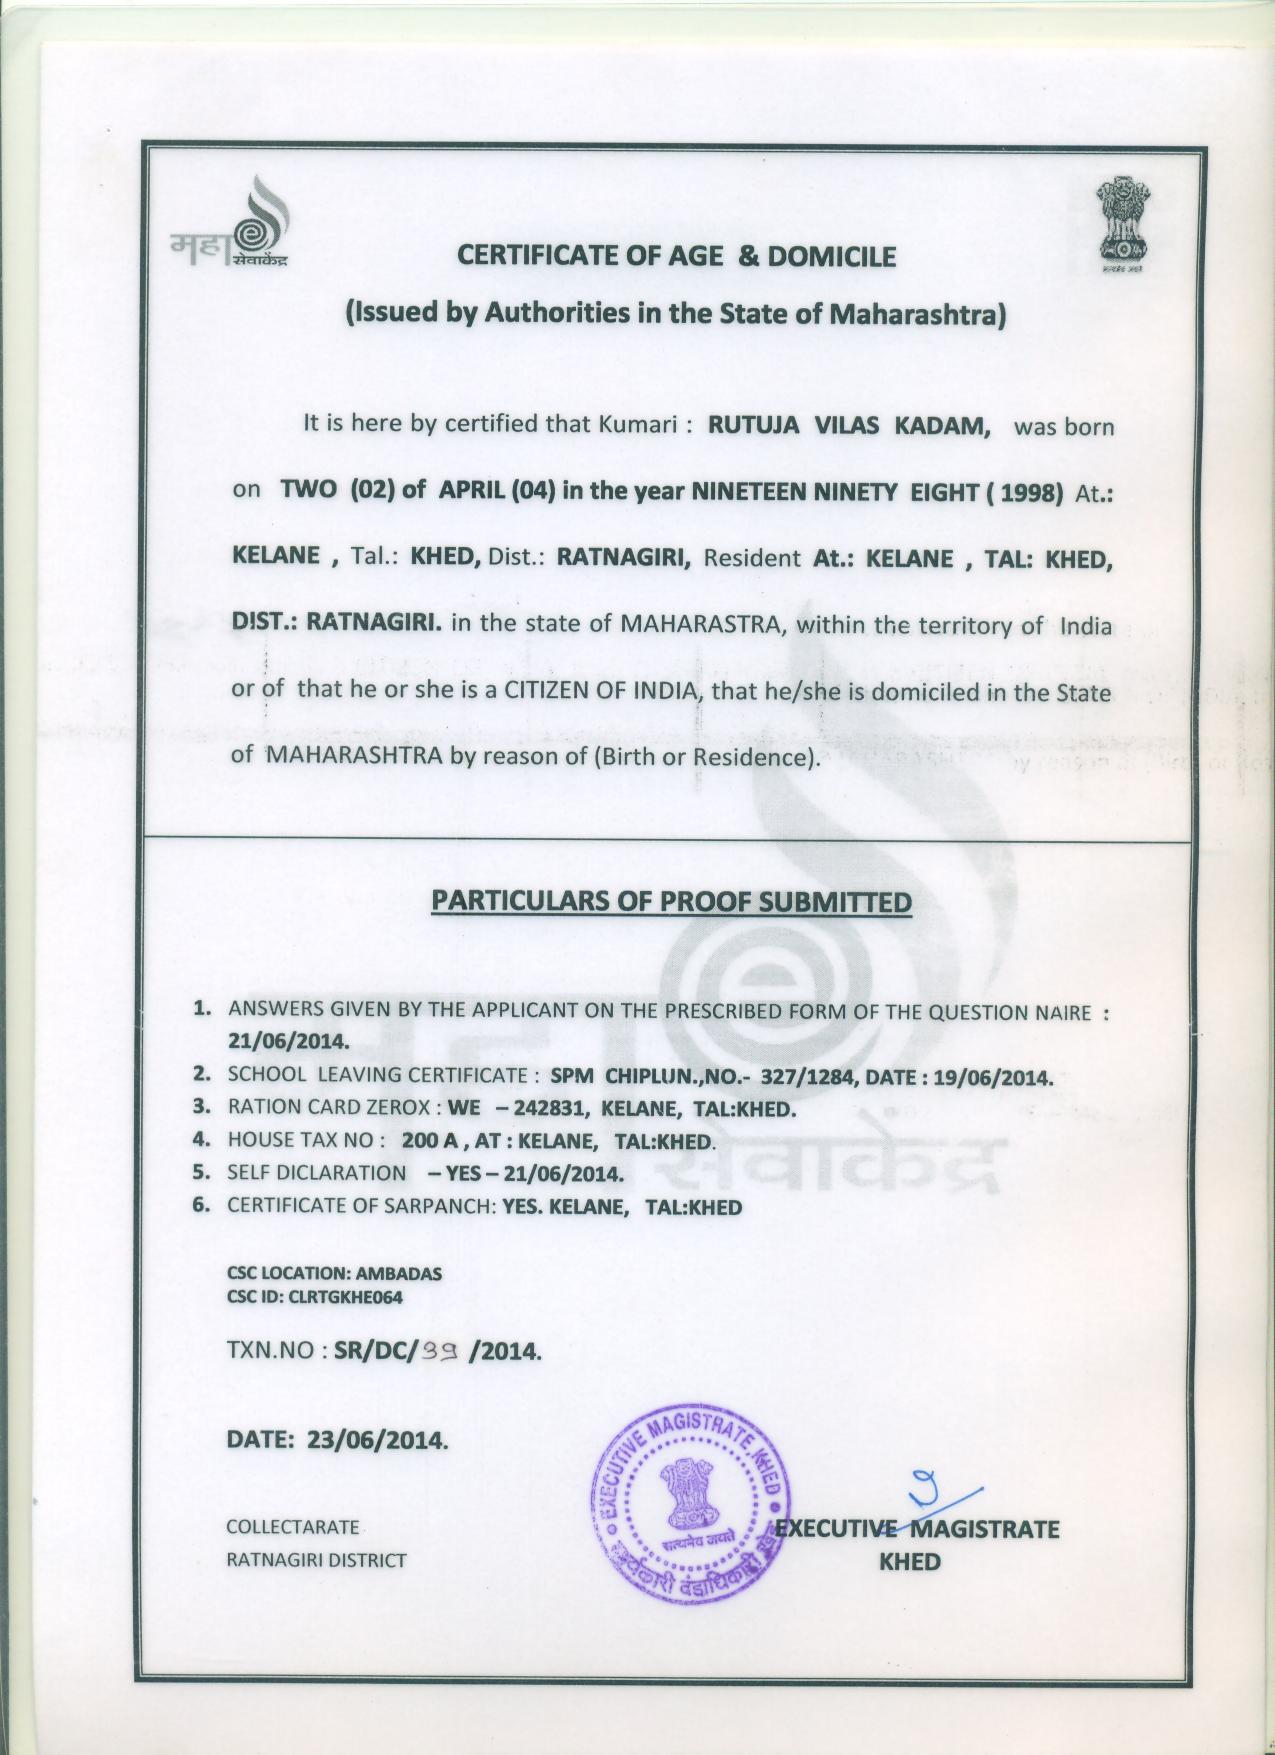 महा e सेवाकेंद्र
सत्यमेव जयते
CERTIFICATE OF AGE & DOMICILE
(Issued by Authorities in the State of Maharashtra)
It is here by certified that Kumari : RUTUJA VILAS KADAM, was born
on TWO (02) of APRIL (04) in the year NINETEEN NINETY EIGHT ( 1998) At.:
KELANE , Tal.: KHED, Dist.: RATNAGIRI, Resident At.: KELANE , TAL: KHED,
DIST.: RATNAGIRI. in the state of MAHARASTRA, within the territory of India
or of that he or she is a CITIZEN OF INDIA, that he/she is domiciled in the State
of MAHARASHTRA by reason of (Birth or Residence).
PARTICULARS OF PROOF SUBMITTED
1. ANSWERS GIVEN BY THE APPLICANT ON THE PRESCRIBED FORM OF THE QUESTION NAIRE :
21/06/2014.
2. SCHOOL LEAVING CERTIFICATE : SPM CHIPLUN.,NO.- 327/1284, DATE : 19/06/2014.
3. RATION CARD ZEROX : WE – 242831, KELANE, TAL:KHED.
4. HOUSE TAX NO : 200 A , AT : KELANE, TAL:KHED.
5. SELF DICLARATION – YES – 21/06/2014.
6. CERTIFICATE OF SARPANCH: YES. KELANE, TAL:KHED
महा e सेवाकेंद्र
CSC LOCATION: AMBADAS
CSC ID: CLRTGKHE064
TXN.NO : SR/DC/99 /2014.
DATE: 23/06/2014.
EXECUTIVE MAGISTRATE, KHED
सत्यमेव जयते
कार्यकारी दंडाधिकारी खेड
COLLECTARATE
RATNAGIRI DISTRICT
EXECUTIVE MAGISTRATE
KHED